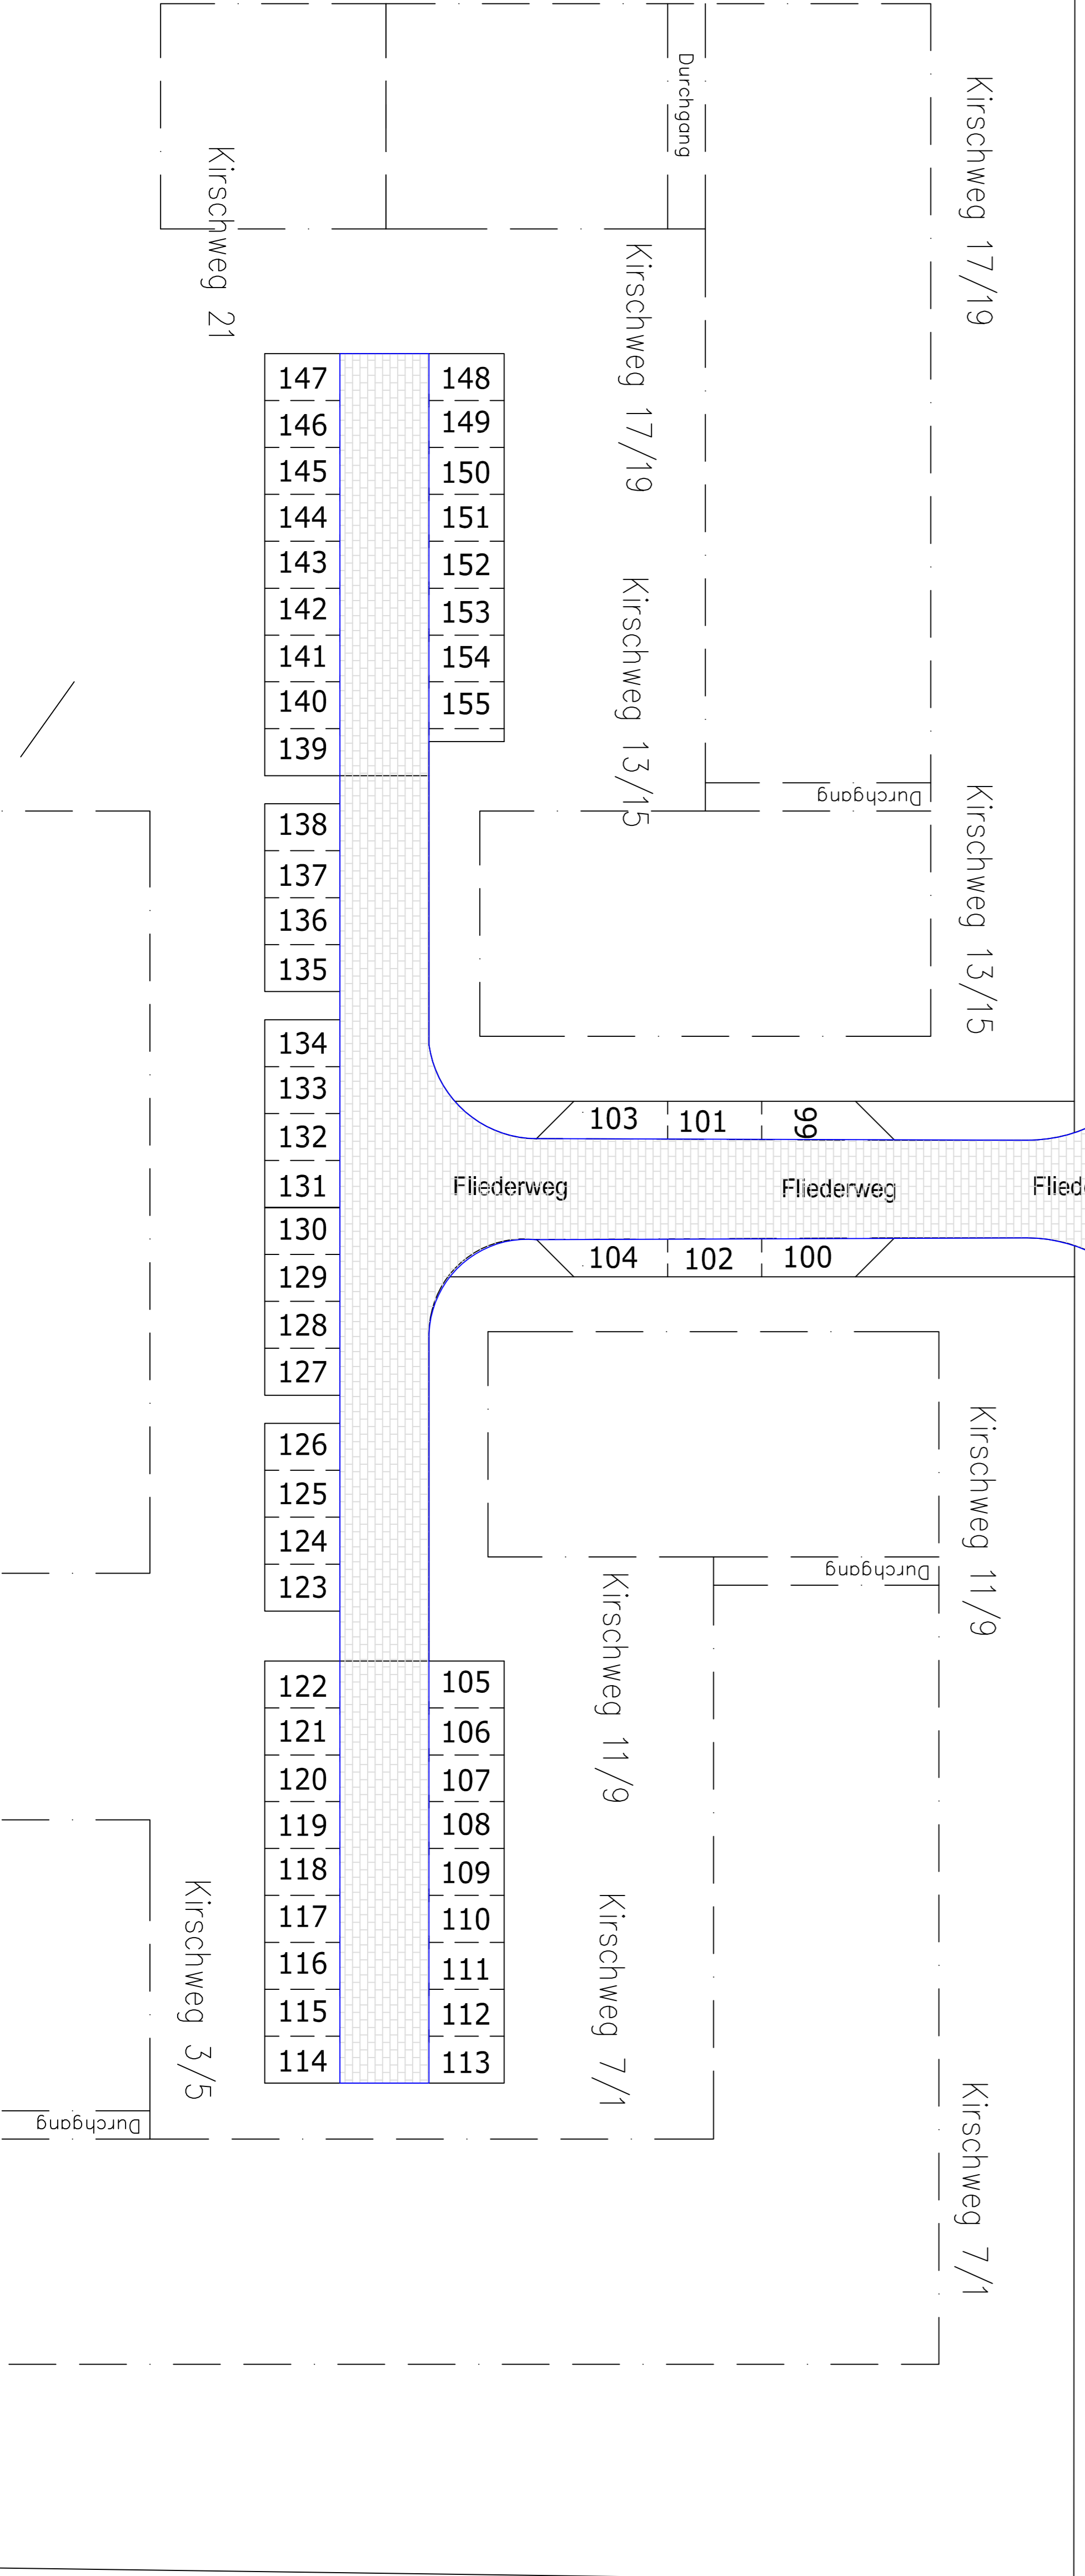 Durchgang
Kirschweg 17/19
Kirschweg 21
Kirschweg 17/19
147 148
146 149
145 150
144 151
143 152
142 153
141 154
140 155
139
Kirschweg 13/15
Durchgang
Kirschweg 13/15
138
137
136
135
134
133
132
131
130
129
128
127
103 101 99
Fliederweg Fliederweg Fliede
104 102 100
126
125
124
123
Kirschweg 11/9
Durchgang
Kirschweg 11/9
122 105
121 106
120 107
119 108
118 109
117 110
116 111
115 112
114 113
Kirschweg 3/5
Kirschweg 7/1
Durchgang
Kirschweg 7/1